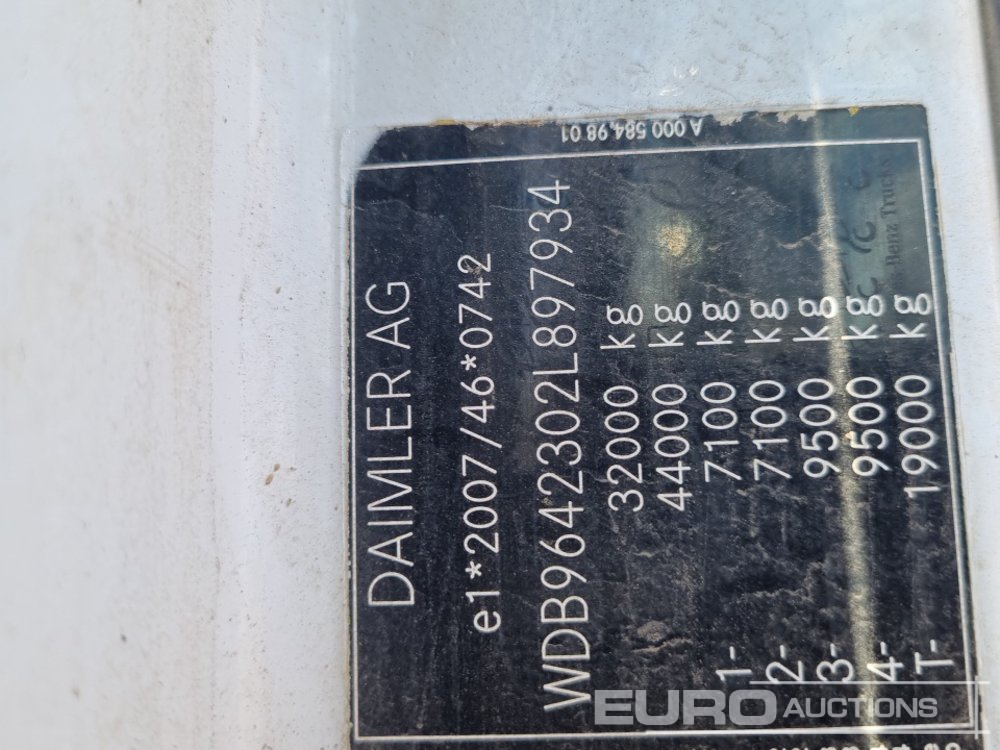 A 000 584 98 01
DAIMLER AG
e1*2007/46*0742
WDB9642302L897934
32000 kg
44000 kg
1- 7100 kg
2- 7100 kg
3- 9500 kg
4- 9500 kg
T- 19000 kg
Benz Trucks
EURO AUCTIONS